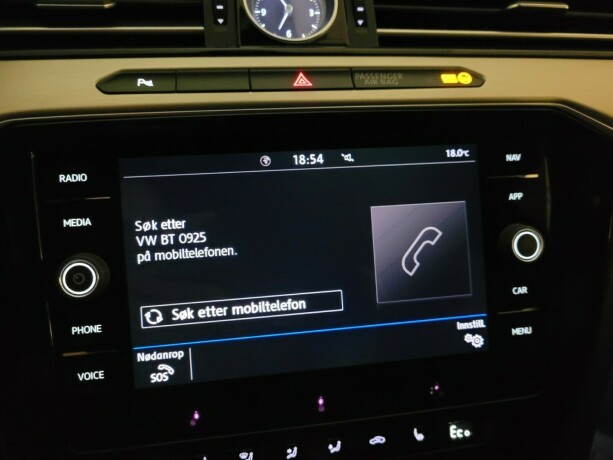 PASSENGER
AIR BAG
RADIO
MEDIA
PHONE
VOICE
18:54
18.0°C
Søk etter
VW BT 0925
på mobiltelefonen.
Søk etter mobiltelefon
Nødanrop
SOS
Innstill.
NAV
APP
CAR
MENU
Eco